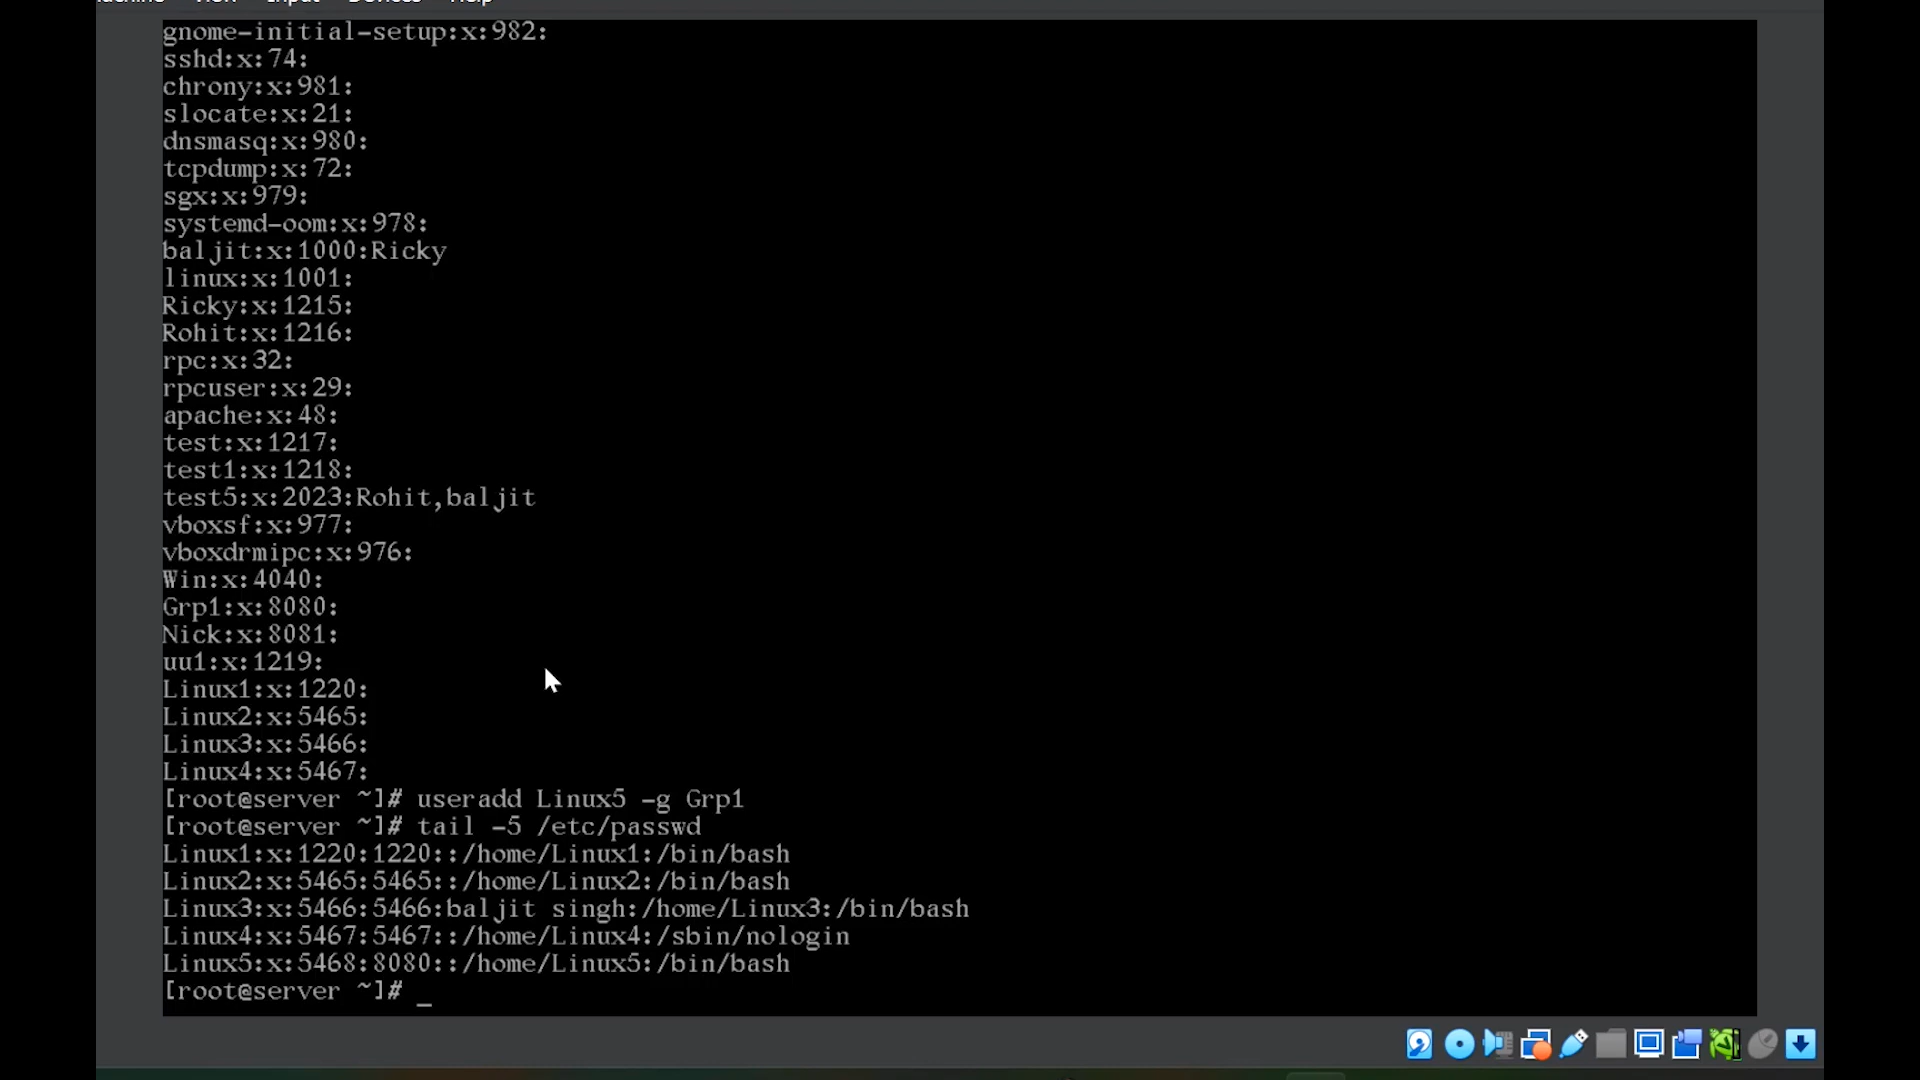 Machine View Input Devices Help
gnome-initial-setup:x:982:
sshd:x:74:
chrony:x:981:
slocate:x:21:
dnsmasq:x:980:
tcpdump:x:72:
sgx:x:979:
systemd-oom:x:978:
baljit:x:1000:Ricky
linux:x:1001:
Ricky:x:1215:
Rohit:x:1216:
rpc:x:32:
rpcuser:x:29:
apache:x:48:
test:x:1217:
test1:x:1218:
test5:x:2023:Rohit,baljit
vboxsf:x:977:
vboxdrmipc:x:976:
Win:x:4040:
Grp1:x:8080:
Nick:x:8081:
uu1:x:1219:
Linux1:x:1220:
Linux2:x:5465:
Linux3:x:5466:
Linux4:x:5467:
[root@server ~]# useradd Linux5 -g Grp1
[root@server ~]# tail -5 /etc/passwd
Linux1:x:1220:1220::/home/Linux1:/bin/bash
Linux2:x:5465:5465::/home/Linux2:/bin/bash
Linux3:x:5466:5466:baljit singh:/home/Linux3:/bin/bash
Linux4:x:5467:5467::/home/Linux4:/sbin/nologin
Linux5:x:5468:8080::/home/Linux5:/bin/bash
[root@server ~]# _